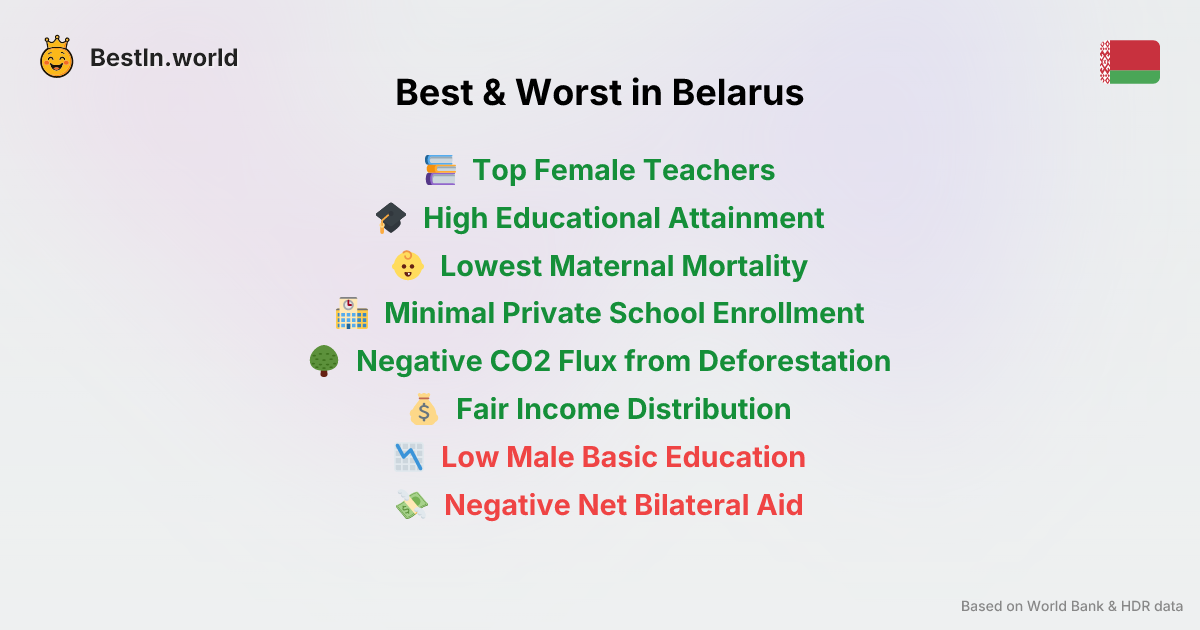 BestIn.world
Best & Worst in Belarus
Top Female Teachers
High Educational Attainment
Lowest Maternal Mortality
Minimal Private School Enrollment
Negative CO2 Flux from Deforestation
Fair Income Distribution
Low Male Basic Education
Negative Net Bilateral Aid
Based on World Bank & HDR data